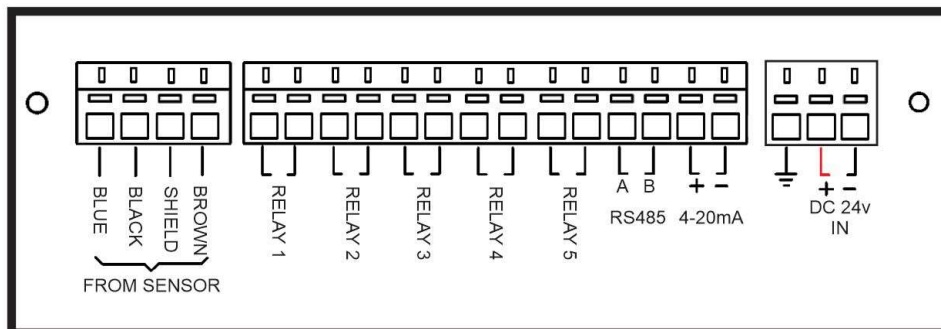 BLUE
BLACK
SHIELD
BROWN
FROM SENSOR
RELAY 1
RELAY 2
RELAY 3
RELAY 4
RELAY 5
A B
RS485
+ -
4-20mA
+ -
DC 24v
IN